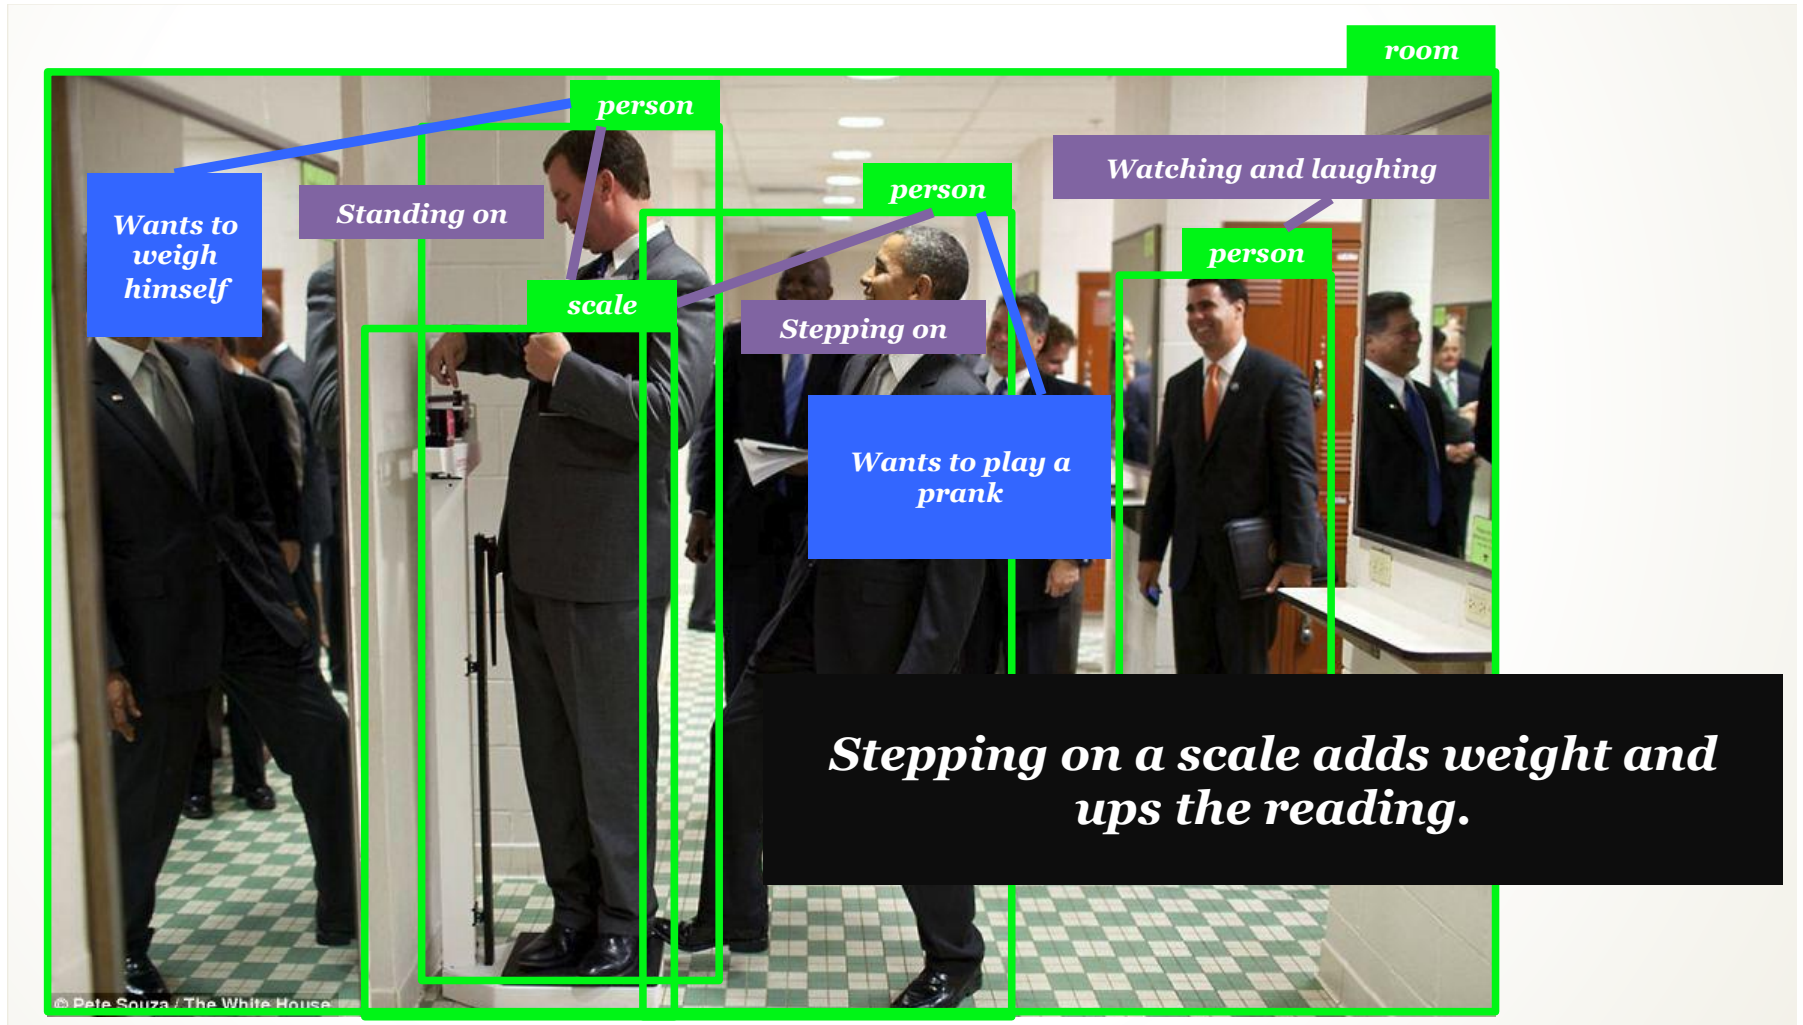 room
person
Watching and laughing
person
Wants to
weigh
himself
Standing on
person
scale
Stepping on
Wants to play a
prank
Stepping on a scale adds weight and
ups the reading.
© Pete Souza / The White House